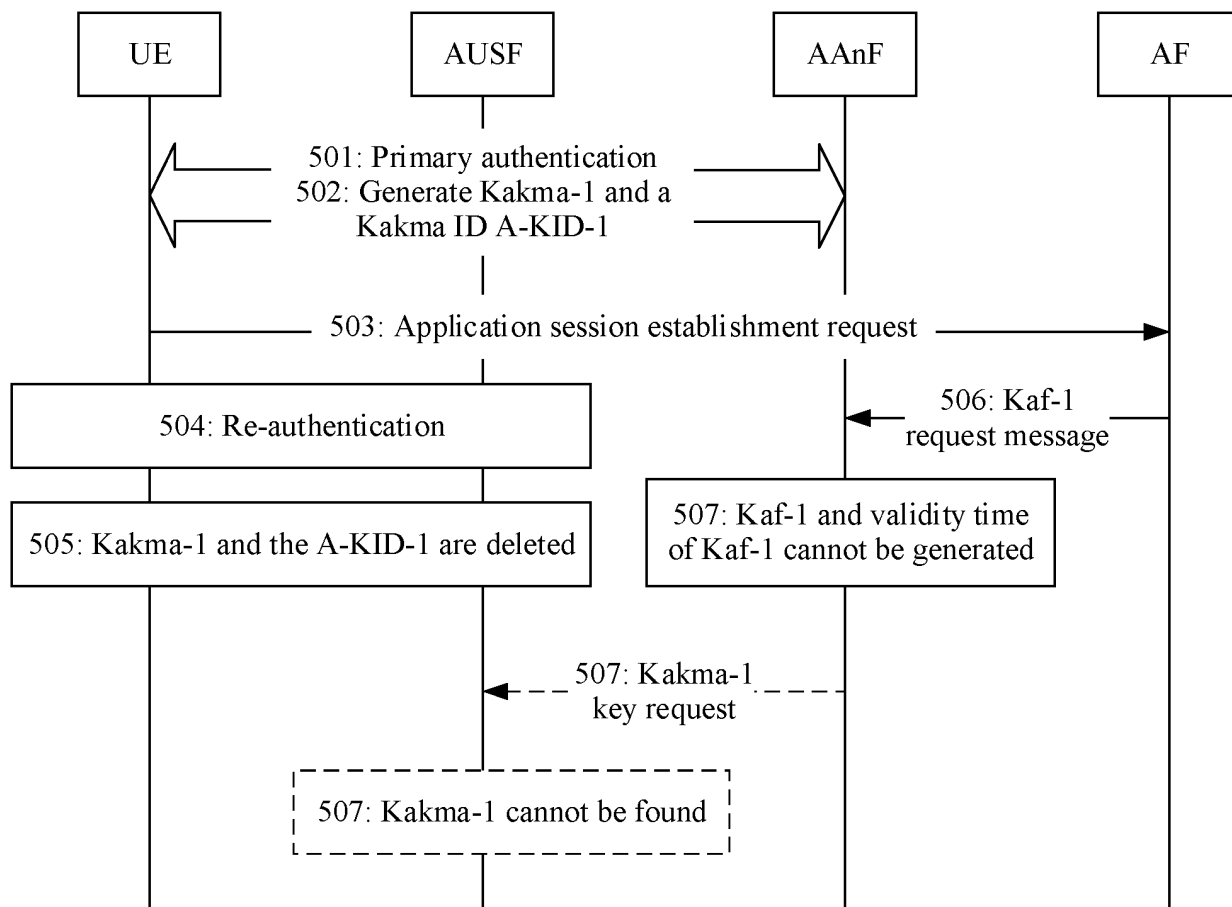 UE
AUSF
AAnF
AF
501: Primary authentication
502: Generate Kakma-1 and a
Kakma ID A-KID-1
503: Application session establishment request
504: Re-authentication
506: Kaf-1
request message
505: Kakma-1 and the A-KID-1 are deleted
507: Kaf-1 and validity time
of Kaf-1 cannot be generated
507: Kakma-1
key request
507: Kakma-1 cannot be found